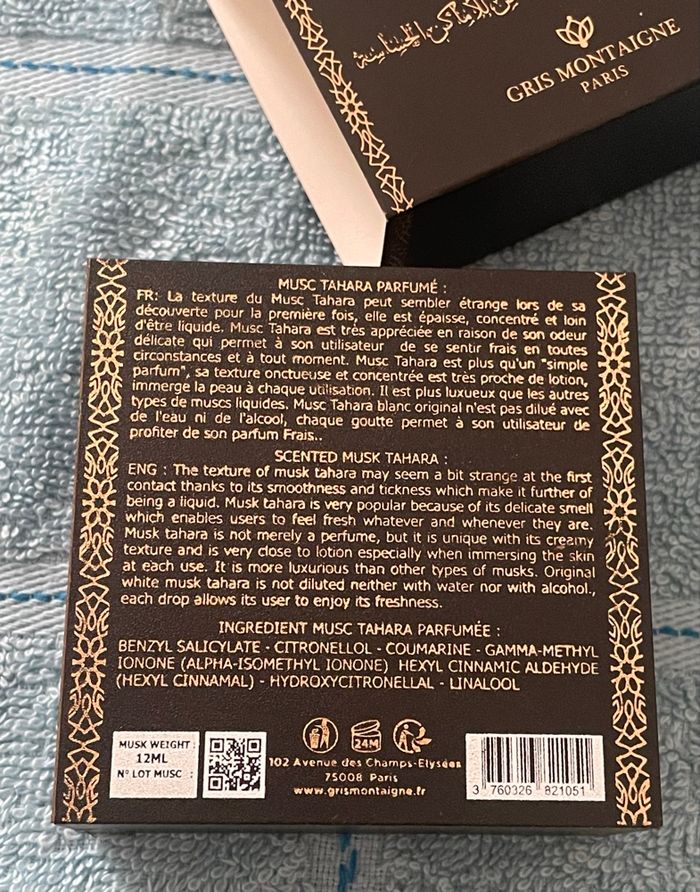 للأماكن الحساسة
GRIS MONTAIGNE
PARIS
MUSC TAHARA PARFUMÉ :
FR: La texture du Musc Tahara peut sembler étrange lors de sa
découverte pour la première fois, elle est épaisse, concentré et loin
d'être liquide. Musc Tahara est très appréciée en raison de son odeur
délicate qui permet à son utilisateur de se sentir frais en toutes
circonstances et à tout moment. Musc Tahara est plus qu'un "simple
parfum", sa texture onctueuse et concentrée est très proche de lotion,
immerge la peau à chaque utilisation. Il est plus luxueux que les autres
types de muscs liquides. Musc Tahara blanc original n'est pas dilué avec
de l'eau ni de l'alcool, chaque goutte permet à son utilisateur de
profiter de son parfum Frais..
SCENTED MUSK TAHARA :
ENG : The texture of musk tahara may seem a bit strange at the first
contact thanks to its smoothness and tickness which make it further of
being a liquid. Musk tahara is very popular because of its delicate smell
which enables users to feel fresh whatever and whenever they are.
Musk tahara is not merely a perfume, but it is unique with its creamy
texture and is very close to lotion especially when immersing the skin
at each use. It is more luxurious than other types of musks. Original
white musk tahara is not diluted neither with water nor with alcohol.,
each drop allows its user to enjoy its freshness.
INGREDIENT MUSC TAHARA PARFUMÉE :
BENZYL SALICYLATE - CITRONELLOL - COUMARINE - GAMMA-METHYL
IONONE (ALPHA-ISOMETHYL IONONE) HEXYL CINNAMIC ALDEHYDE
(HEXYL CINNAMAL) - HYDROXYCITRONELLAL - LINALOOL
MUSK WEIGHT :
12ML
N° LOT MUSC :
24M
102 Avenue des Champs-Elysées
75008 Paris
www.grismontaigne.fr
3 760326 821051